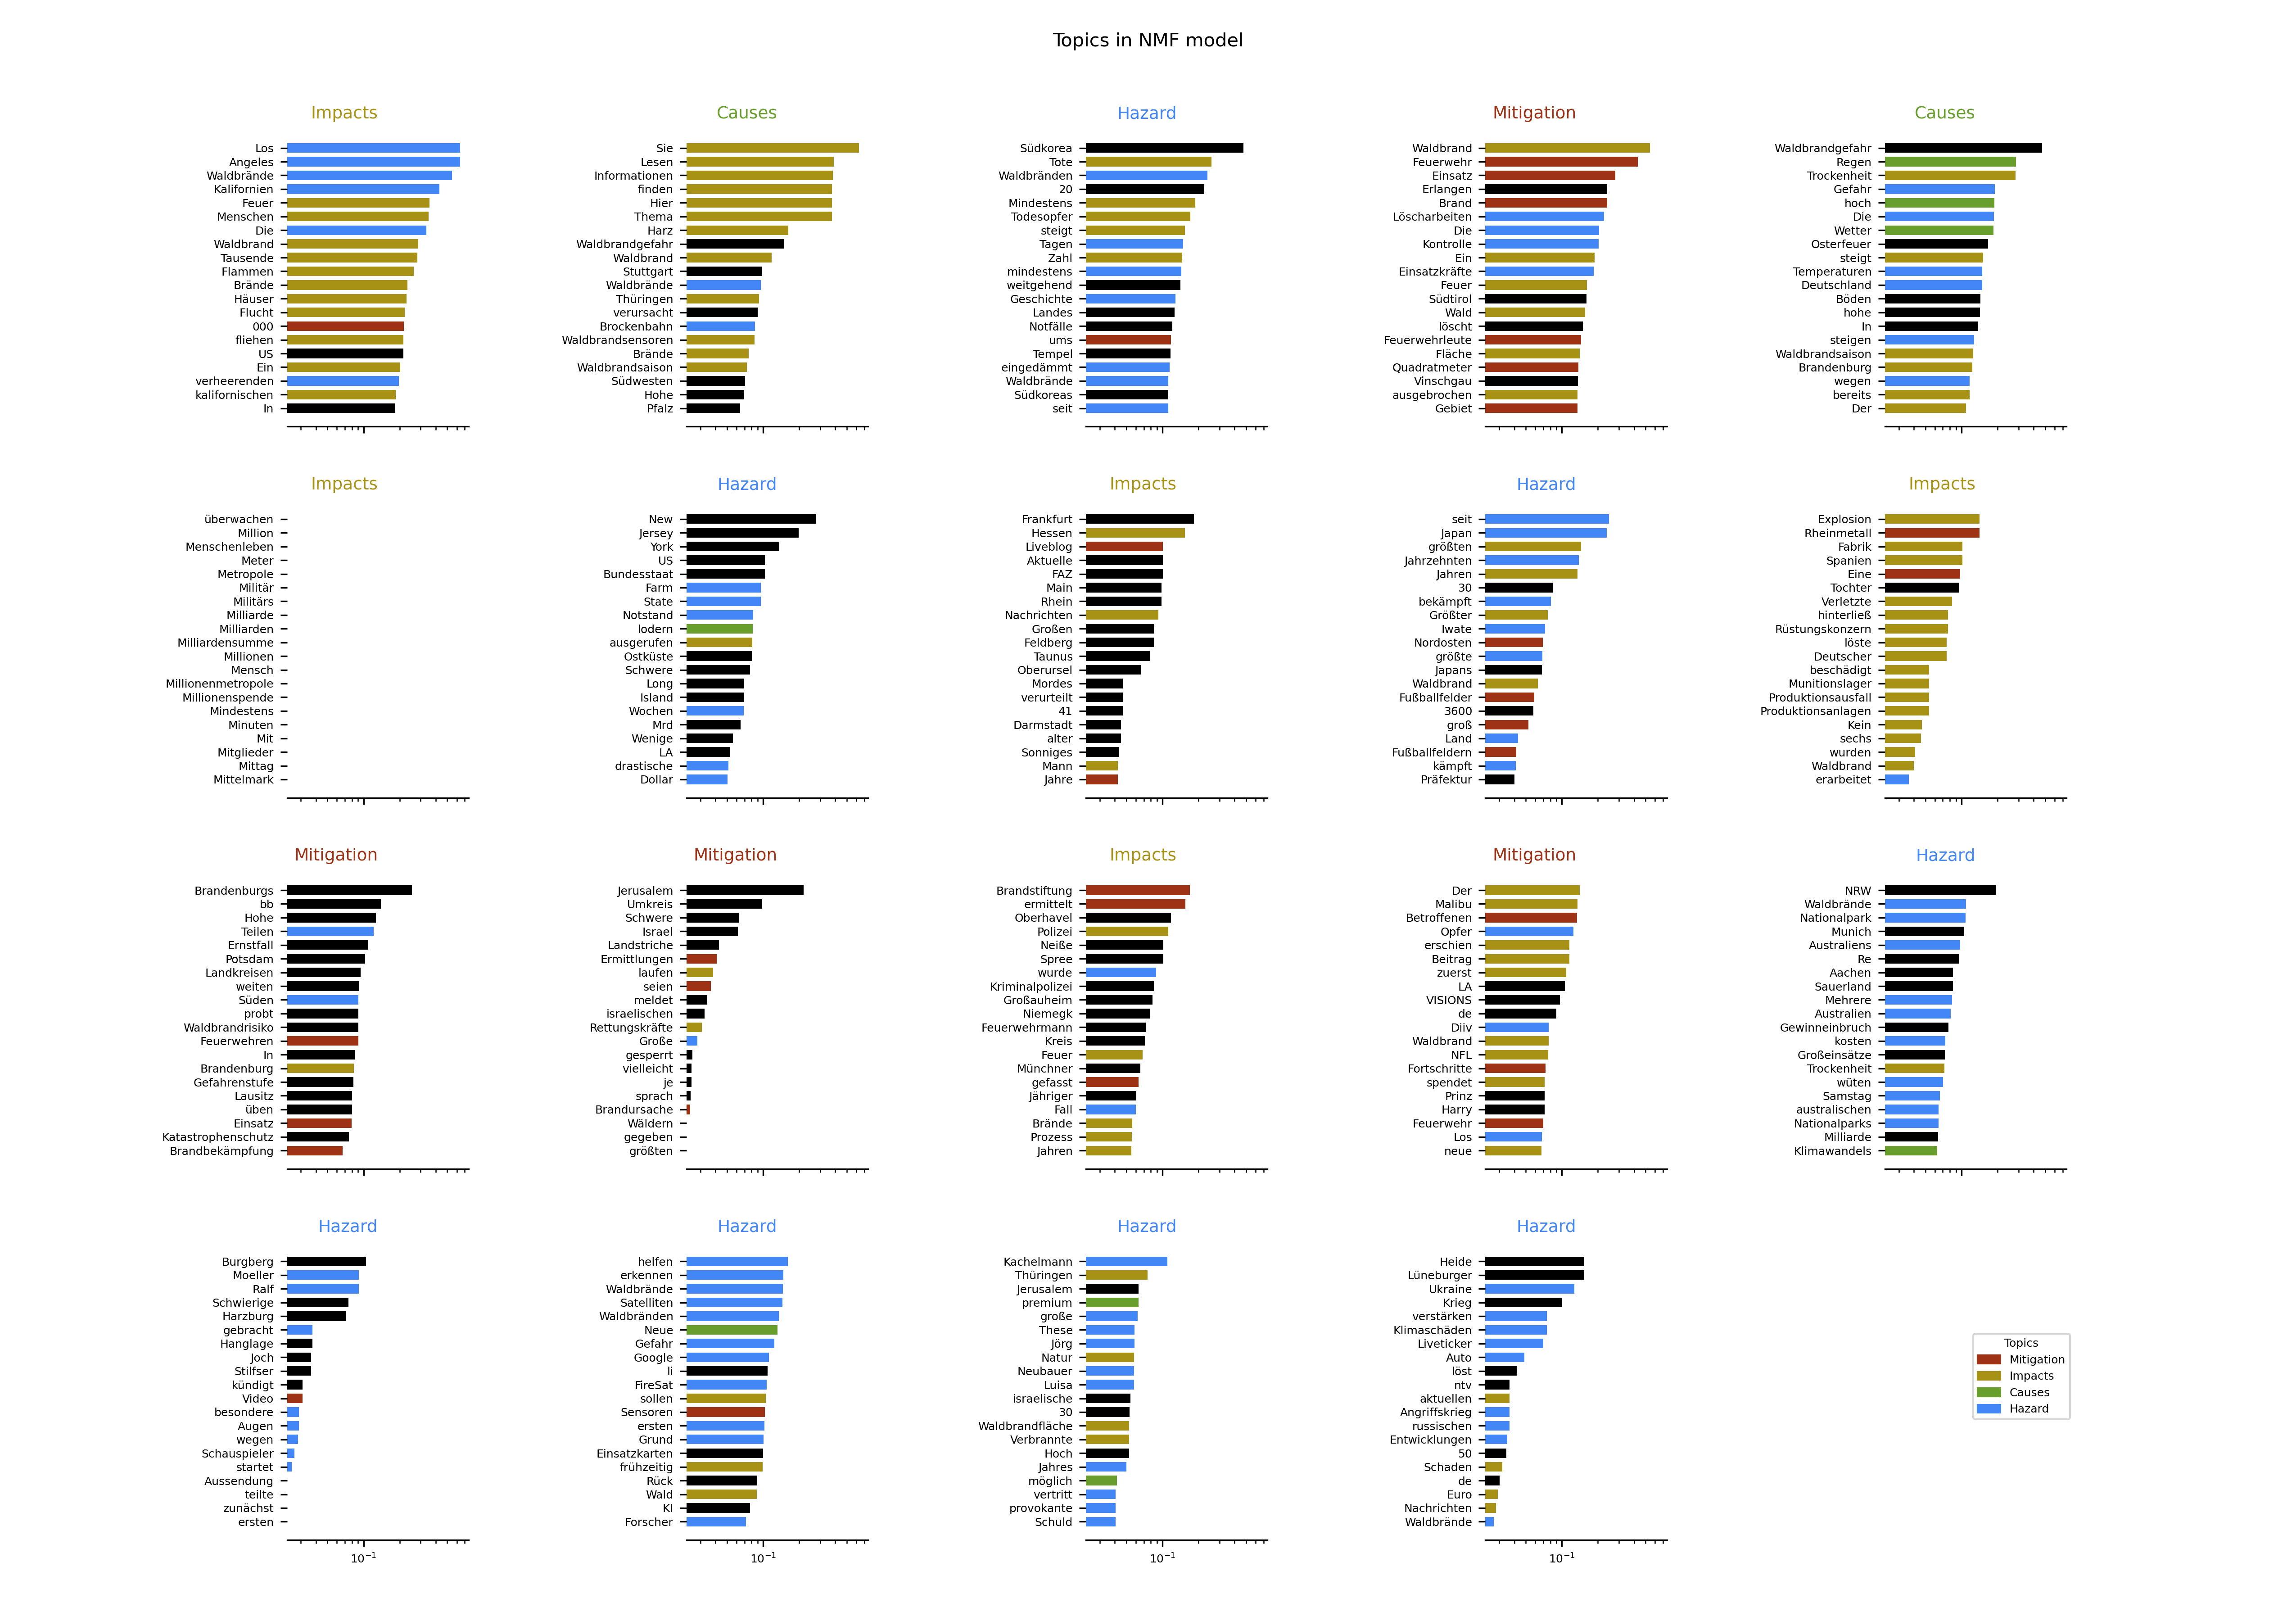 Topics in NMF model
Impacts
Los
Angeles
Waldbrände
Kalifornien
Feuer
Menschen
Die
Waldbrand
Tausende
Flammen
Brände
Häuser
Flucht
000
fliehen
US
Ein
verheerenden
kalifornischen
In
Causes
Sie
Lesen
Informationen
finden
Hier
Thema
Harz
Waldbrandgefahr
Waldbrand
Stuttgart
Waldbrände
Thüringen
verursacht
Brockenbahn
Waldbrandsensoren
Brände
Waldbrandsaison
Südwesten
Hohe
Pfalz
Hazard
Südkorea
Tote
Waldbränden
20
Mindestens
Todesopfer
steigt
Tagen
Zahl
mindestens
weitgehend
Geschichte
Landes
Notfälle
ums
Tempel
eingedämmt
Waldbrände
Südkoreas
seit
Mitigation
Waldbrand
Feuerwehr
Einsatz
Erlangen
Brand
Löscharbeiten
Die
Kontrolle
Ein
Einsatzkräfte
Feuer
Südtirol
Wald
löscht
Feuerwehrleute
Fläche
Quadratmeter
Vinschgau
ausgebrochen
Gebiet
Causes
Waldbrandgefahr
Regen
Trockenheit
Gefahr
hoch
Die
Wetter
Osterfeuer
steigt
Temperaturen
Deutschland
Böden
hohe
In
steigen
Waldbrandsaison
Brandenburg
wegen
bereits
Der
Impacts
überwachen
Million
Menschenleben
Meter
Metropole
Militär
Militärs
Milliarde
Milliarden
Milliardensumme
Millionen
Mensch
Millionenmetropole
Millionenspende
Mindestens
Minuten
Mit
Mitglieder
Mittag
Mittelmark
Hazard
New
Jersey
York
US
Bundesstaat
Farm
State
Notstand
lodern
ausgerufen
Ostküste
Schwere
Long
Island
Wochen
Mrd
Wenige
LA
drastische
Dollar
Impacts
Frankfurt
Hessen
Liveblog
Aktuelle
FAZ
Main
Rhein
Nachrichten
Großen
Feldberg
Taunus
Oberursel
Mordes
verurteilt
41
Darmstadt
alter
Sonniges
Mann
Jahre
Hazard
seit
Japan
größten
Jahrzehnten
Jahren
30
bekämpft
Größter
Iwate
Nordosten
größte
Japans
Waldbrand
Fußballfelder
3600
groß
Land
Fußballfeldern
kämpft
Präfektur
Impacts
Explosion
Rheinmetall
Fabrik
Spanien
Eine
Tochter
Verletzte
hinterließ
Rüstungskonzern
löste
Deutscher
beschädigt
Munitionslager
Produktionsausfall
Produktionsanlagen
Kein
sechs
wurden
Waldbrand
erarbeitet
Mitigation
Brandenburgs
bb
Hohe
Teilen
Ernstfall
Potsdam
Landkreisen
weiten
Süden
probt
Waldbrandrisiko
Feuerwehren
In
Brandenburg
Gefahrenstufe
Lausitz
üben
Einsatz
Katastrophenschutz
Brandbekämpfung
Mitigation
Jerusalem
Umkreis
Schwere
Israel
Landstriche
Ermittlungen
laufen
seien
meldet
israelischen
Rettungskräfte
Große
gesperrt
vielleicht
je
sprach
Brandursache
Wäldern
gegeben
größten
Impacts
Brandstiftung
ermittelt
Oberhavel
Polizei
Neiße
Spree
wurde
Kriminalpolizei
Großauheim
Niemegk
Feuerwehrmann
Kreis
Feuer
Münchner
gefasst
Jähriger
Fall
Brände
Prozess
Jahren
Mitigation
Der
Malibu
Betroffenen
Opfer
erschien
Beitrag
zuerst
LA
VISIONS
de
Diiv
Waldbrand
NFL
Fortschritte
spendet
Prinz
Harry
Feuerwehr
Los
neue
Hazard
NRW
Waldbrände
Nationalpark
Munich
Australiens
Re
Aachen
Sauerland
Mehrere
Australien
Gewinneinbruch
kosten
Großeinsätze
Trockenheit
wüten
Samstag
australischen
Nationalparks
Milliarde
Klimawandels
Hazard
Burgberg
Moeller
Ralf
Schwierige
Harzburg
gebracht
Hanglage
Joch
Stilfser
kündigt
Video
besondere
Augen
wegen
Schauspieler
startet
Aussendung
teilte
zunächst
ersten
10⁻¹
Hazard
helfen
erkennen
Waldbrände
Satelliten
Waldbränden
Neue
Gefahr
Google
li
FireSat
sollen
Sensoren
ersten
Grund
Einsatzkarten
frühzeitig
Rück
Wald
KI
Forscher
10⁻¹
Hazard
Kachelmann
Thüringen
Jerusalem
premium
große
These
Jörg
Natur
Neubauer
Luisa
israelische
30
Waldbrandfläche
Verbrannte
Hoch
Jahres
möglich
vertritt
provokante
Schuld
10⁻¹
Hazard
Heide
Lüneburger
Ukraine
Krieg
verstärken
Klimaschäden
Liveticker
Auto
löst
ntv
aktuellen
Angriffskrieg
russischen
Entwicklungen
50
Schaden
de
Euro
Nachrichten
Waldbrände
10⁻¹
Topics
Mitigation
Impacts
Causes
Hazard